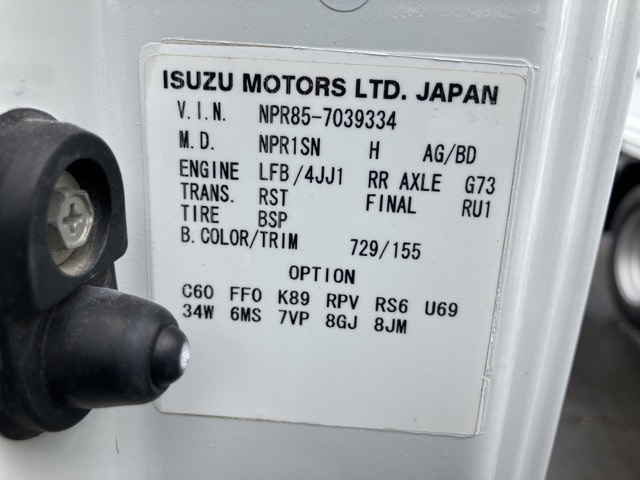 ISUZU MOTORS LTD. JAPAN
V.I.N. NPR85-7039334
M.D. NPR1SN H AG/BD
ENGINE LFB/4JJ1 RR AXLE G73
TRANS. RST FINAL RU1
TIRE BSP
B.COLOR/TRIM 729/155
OPTION
C60 FF0 K89 RPV RS6 U69
34W 6MS 7VP 8GJ 8JM